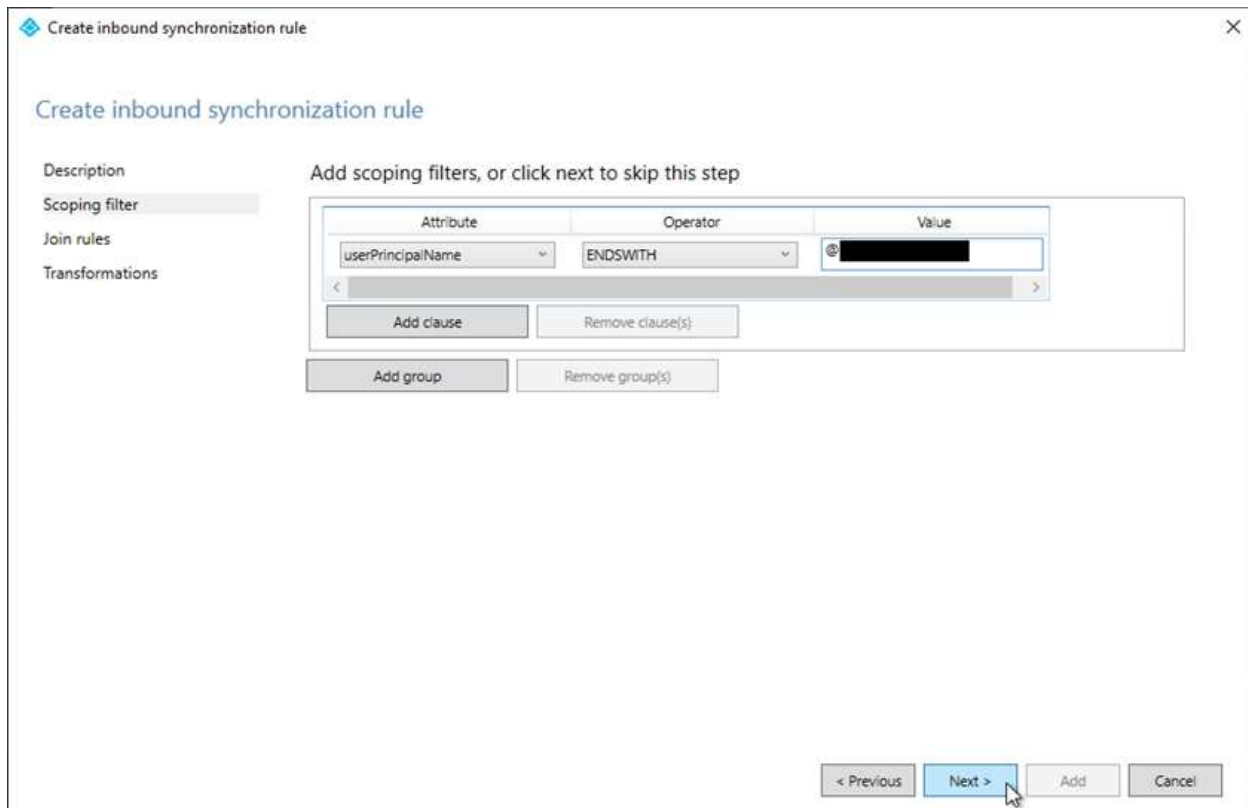 Create inbound synchronization rule
Create inbound synchronization rule
Description
Scoping filter
Join rules
Transformations
Add scoping filters, or click next to skip this step
Attribute Operator Value
userPrincipalName ENDSWITH @
Add clause Remove clause(s)
Add group Remove group(s)
< Previous Next > Add Cancel